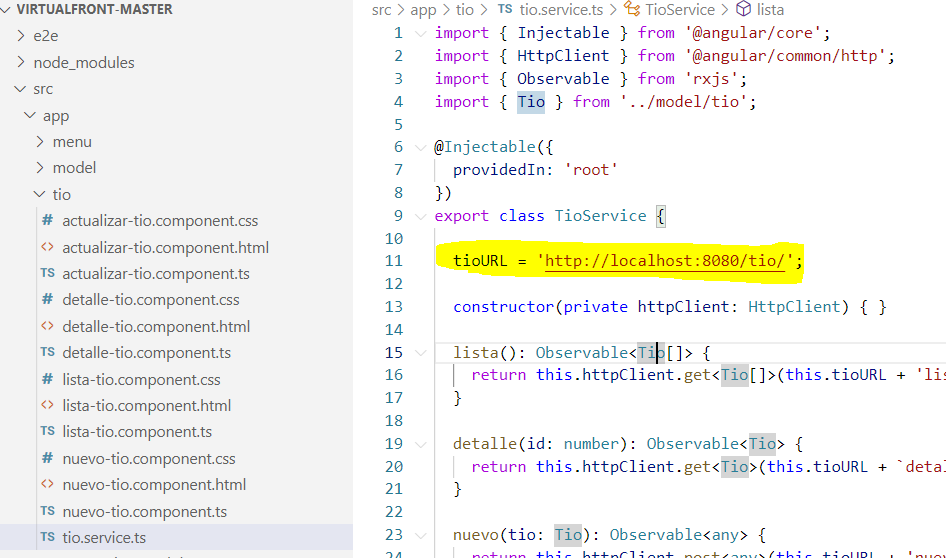 VIRTUALFRONT-MASTER
e2e
node_modules
src
app
menu
model
tio
# actualizar-tio.component.css
<> actualizar-tio.component.html
TS actualizar-tio.component.ts
# detalle-tio.component.css
<> detalle-tio.component.html
TS detalle-tio.component.ts
# lista-tio.component.css
<> lista-tio.component.html
TS lista-tio.component.ts
# nuevo-tio.component.css
<> nuevo-tio.component.html
TS nuevo-tio.component.ts
TS tio.service.ts
src > app > tio > TS tio.service.ts > TioService > lista
1 import { Injectable } from '@angular/core';
2 import { HttpClient } from '@angular/common/http';
3 import { Observable } from 'rxjs';
4 import { Tio } from '../model/tio';
5
6 @Injectable({
7 providedIn: 'root'
8 })
9 export class TioService {
10
11 tioURL = 'http://localhost:8080/tio/';
12
13 constructor(private httpClient: HttpClient) { }
14
15 lista(): Observable<Tio[]> {
16 return this.httpClient.get<Tio[]>(this.tioURL + 'lis
17 }
18
19 detalle(id: number): Observable<Tio> {
20 return this.httpClient.get<Tio>(this.tioURL + `detal
21 }
22
23 nuevo(tio: Tio): Observable<any> {
24 return this.httpClient.post<any>(this.tioURL + 'nuev